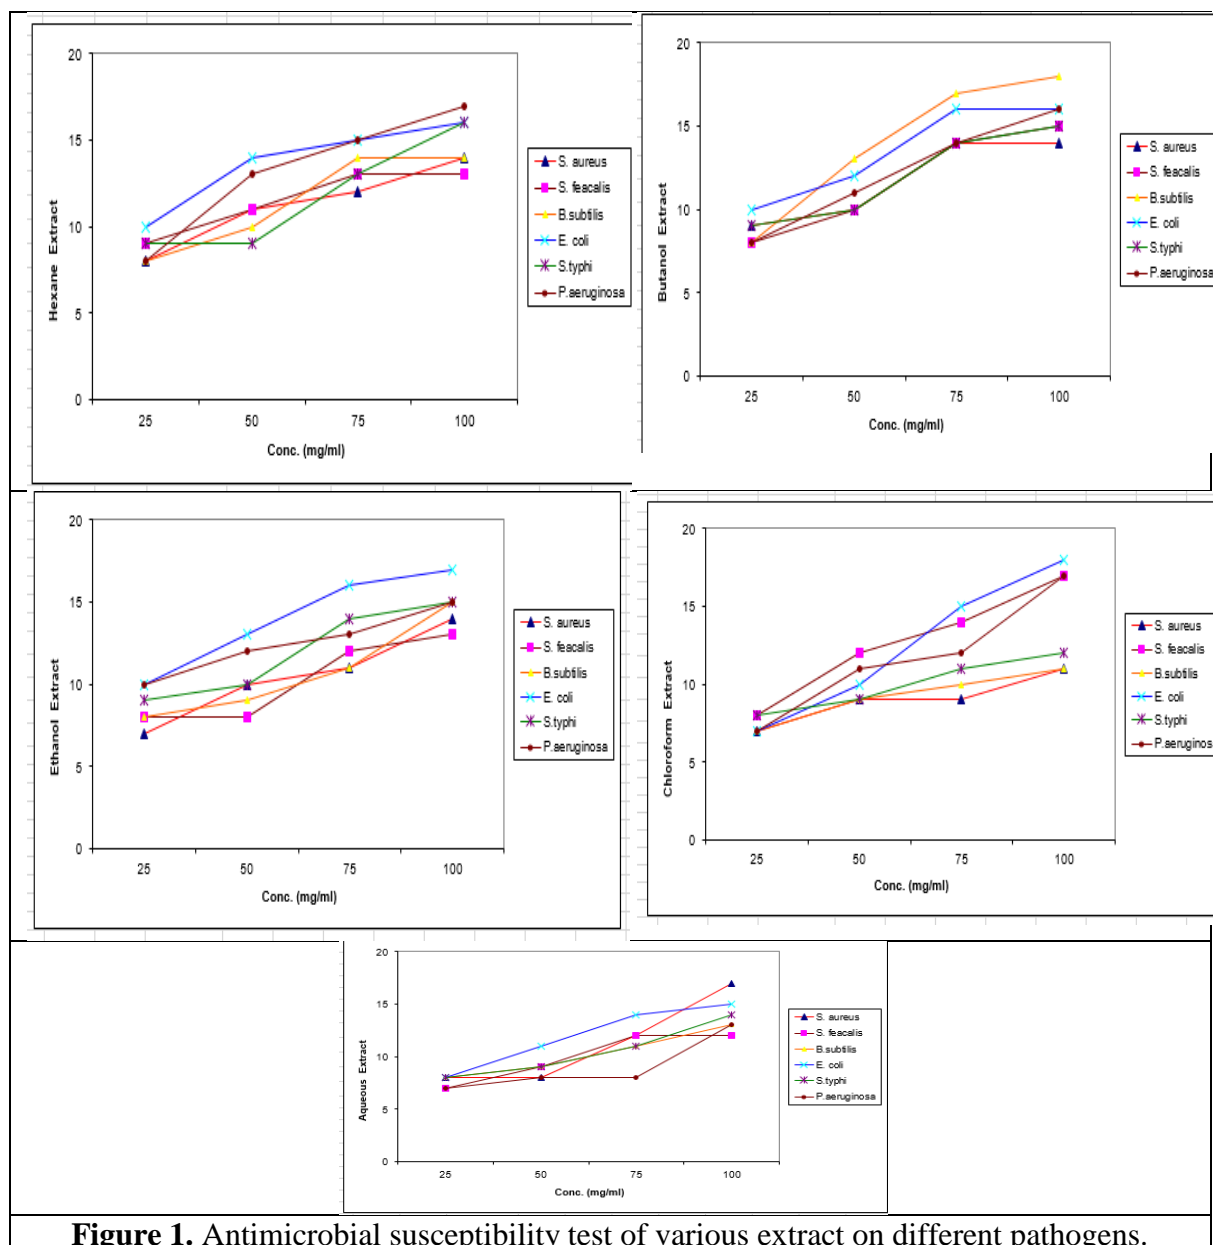 20
15
10
5
0
Hexane Extract
25 50 75 100
Conc. (mg/ml)
S. aureus
S. feacalis
B.subtilis
E. coli
S.typhi
P.aeruginosa
20
15
10
5
0
Butanol Extract
25 50 75 100
Conc. (mg/ml)
S. aureus
S. feacalis
B.subtilis
E. coli
S.typhi
P.aeruginosa
20
15
10
5
0
Ethanol Extract
25 50 75 100
Conc. (mg/ml)
S. aureus
S. feacalis
B.subtilis
E. coli
S.typhi
P.aeruginosa
20
15
10
5
0
Chloroform Extract
25 50 75 100
Conc. (mg/ml)
S. aureus
S. feacalis
B.subtilis
E. coli
S.typhi
P.aeruginosa
20
15
10
5
0
Aqueous Extract
25 50 75 100
Conc. (mg/ml)
S. aureus
S. feacalis
B.subtilis
E. coli
S.typhi
P.aeruginosa
Figure 1. Antimicrobial susceptibility test of various extract on different pathogens.